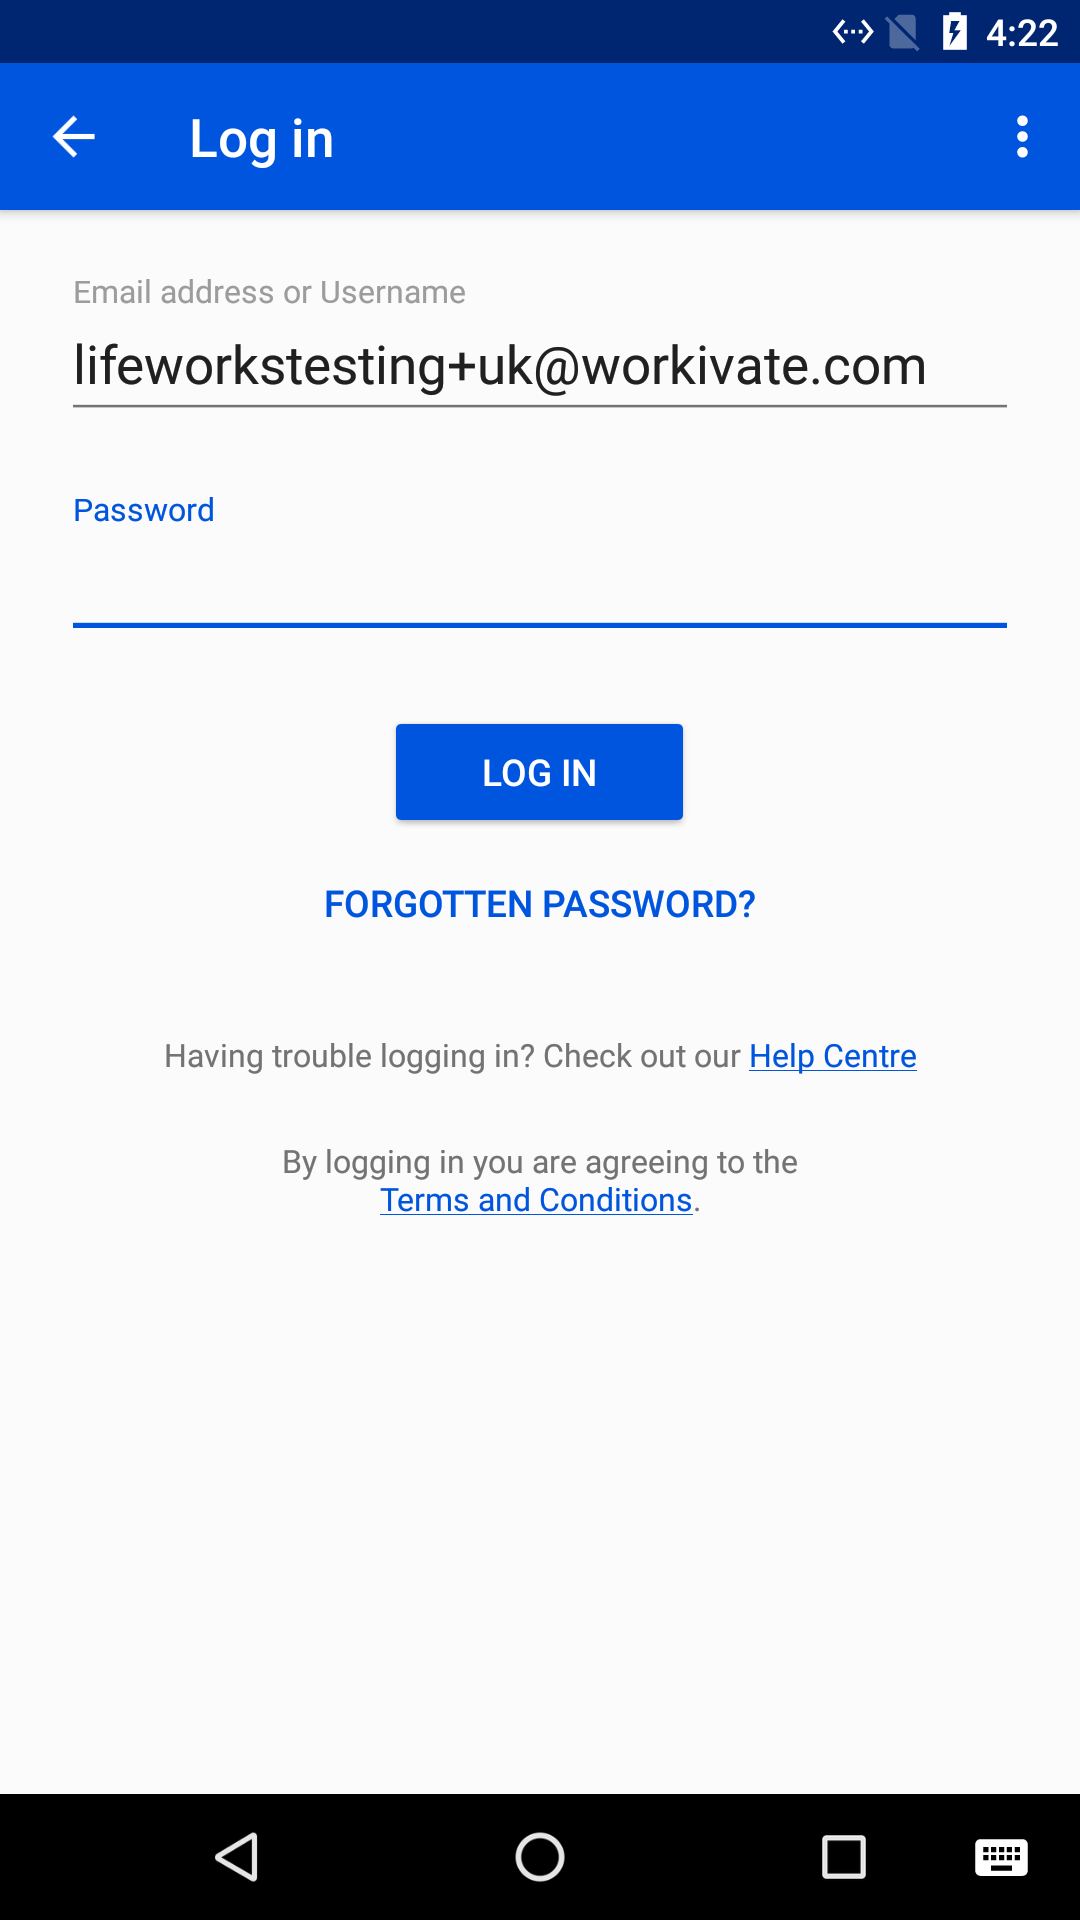 4:22
Log in
Email address or Username
lifeworkstesting+uk@workivate.com
Password
LOG IN
FORGOTTEN PASSWORD?
Having trouble logging in? Check out our Help Centre
By logging in you are agreeing to the
Terms and Conditions.